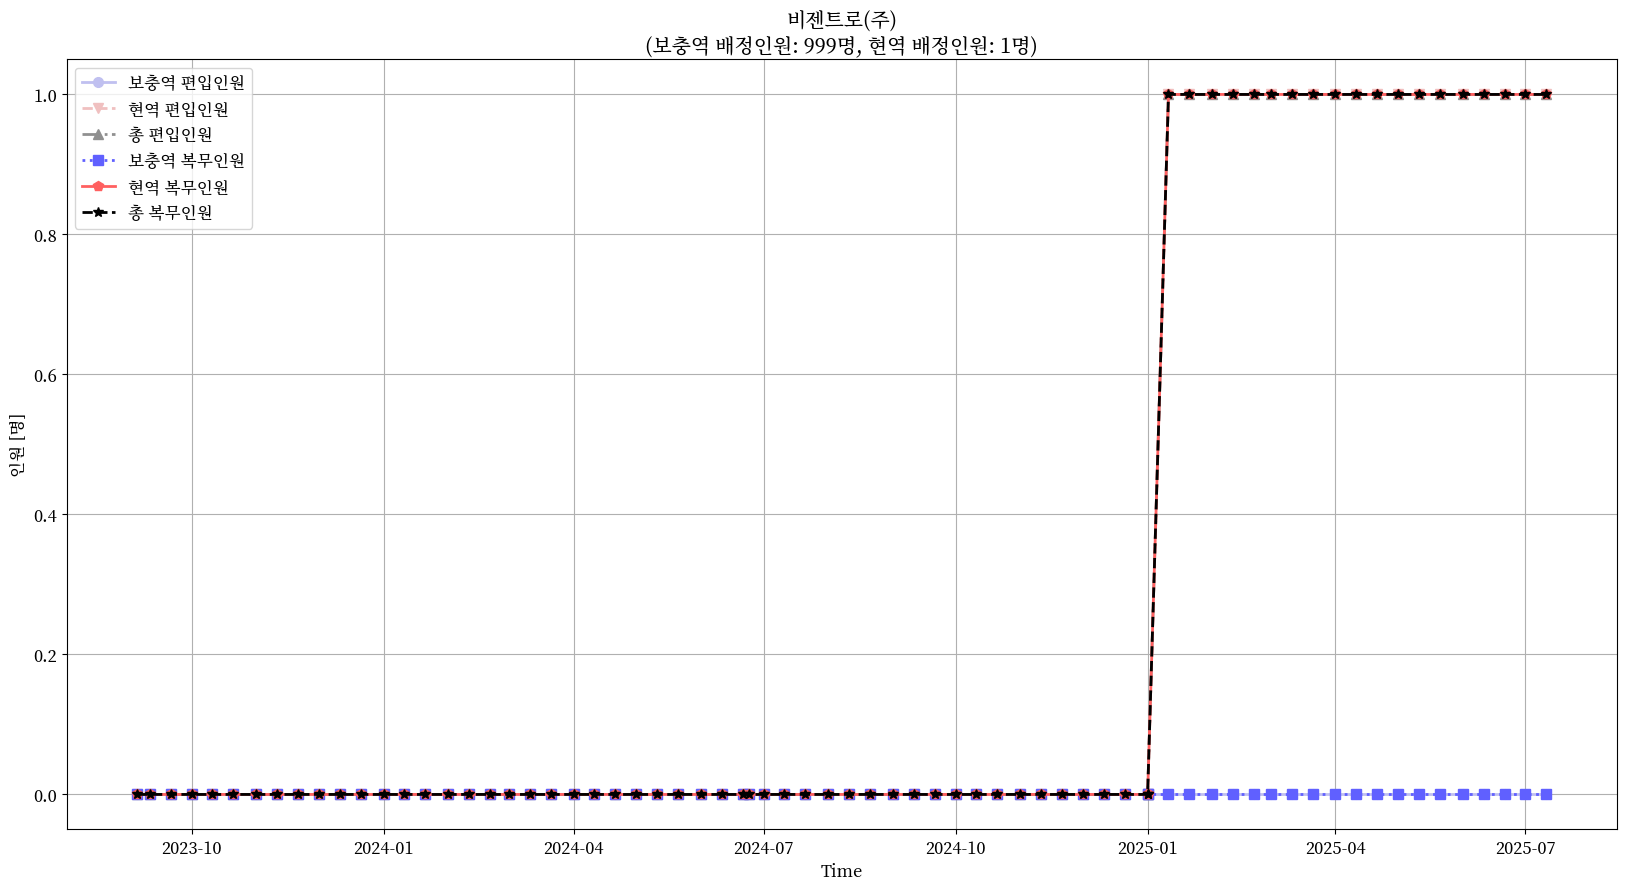 비젠트로(주)
(보충역 배정인원: 999명, 현역 배정인원: 1명)
보충역 편입인원
현역 편입인원
총 편입인원
보충역 복무인원
현역 복무인원
총 복무인원
1.0
0.8
0.6
0.4
0.2
0.0
인원 [명]
2023-10
2024-01
2024-04
2024-07
2024-10
2025-01
2025-04
2025-07
Time